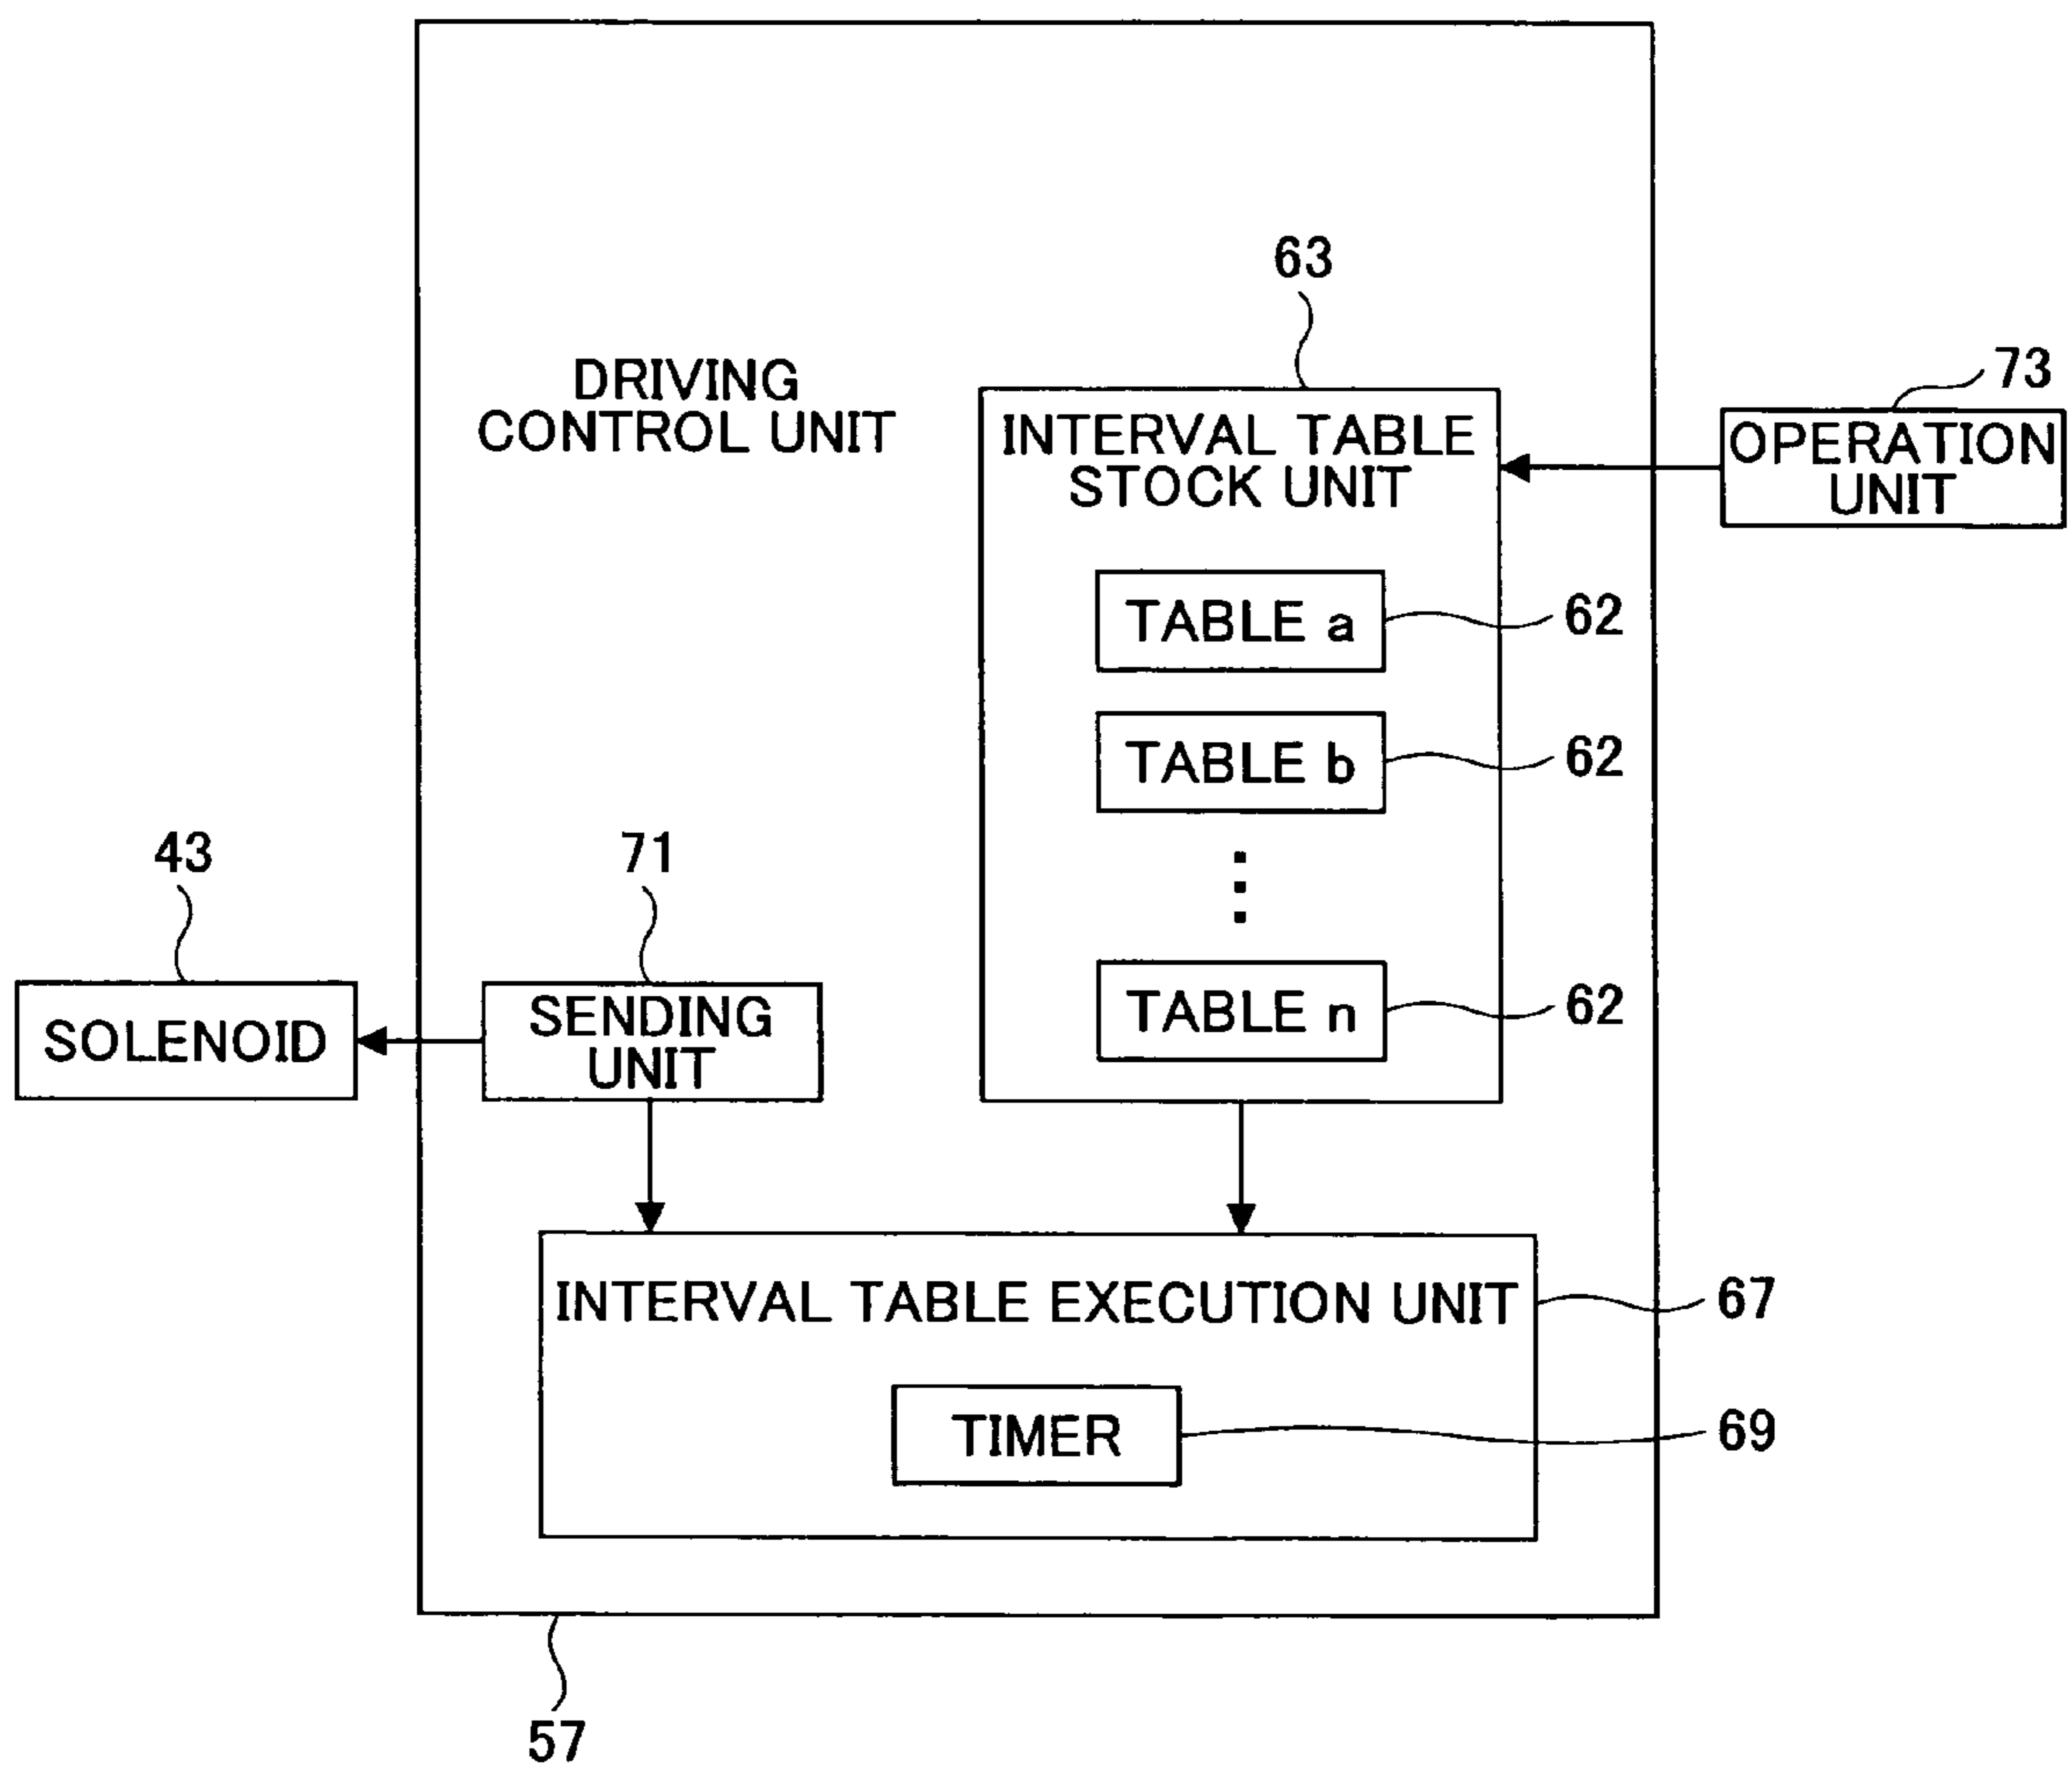 63
73
DRIVING
CONTROL UNIT
INTERVAL TABLE
STOCK UNIT
OPERATION
UNIT
TABLE a
62
TABLE b
62
43
71
TABLE n
62
SOLENOID
SENDING
UNIT
INTERVAL TABLE EXECUTION UNIT
67
TIMER
69
57